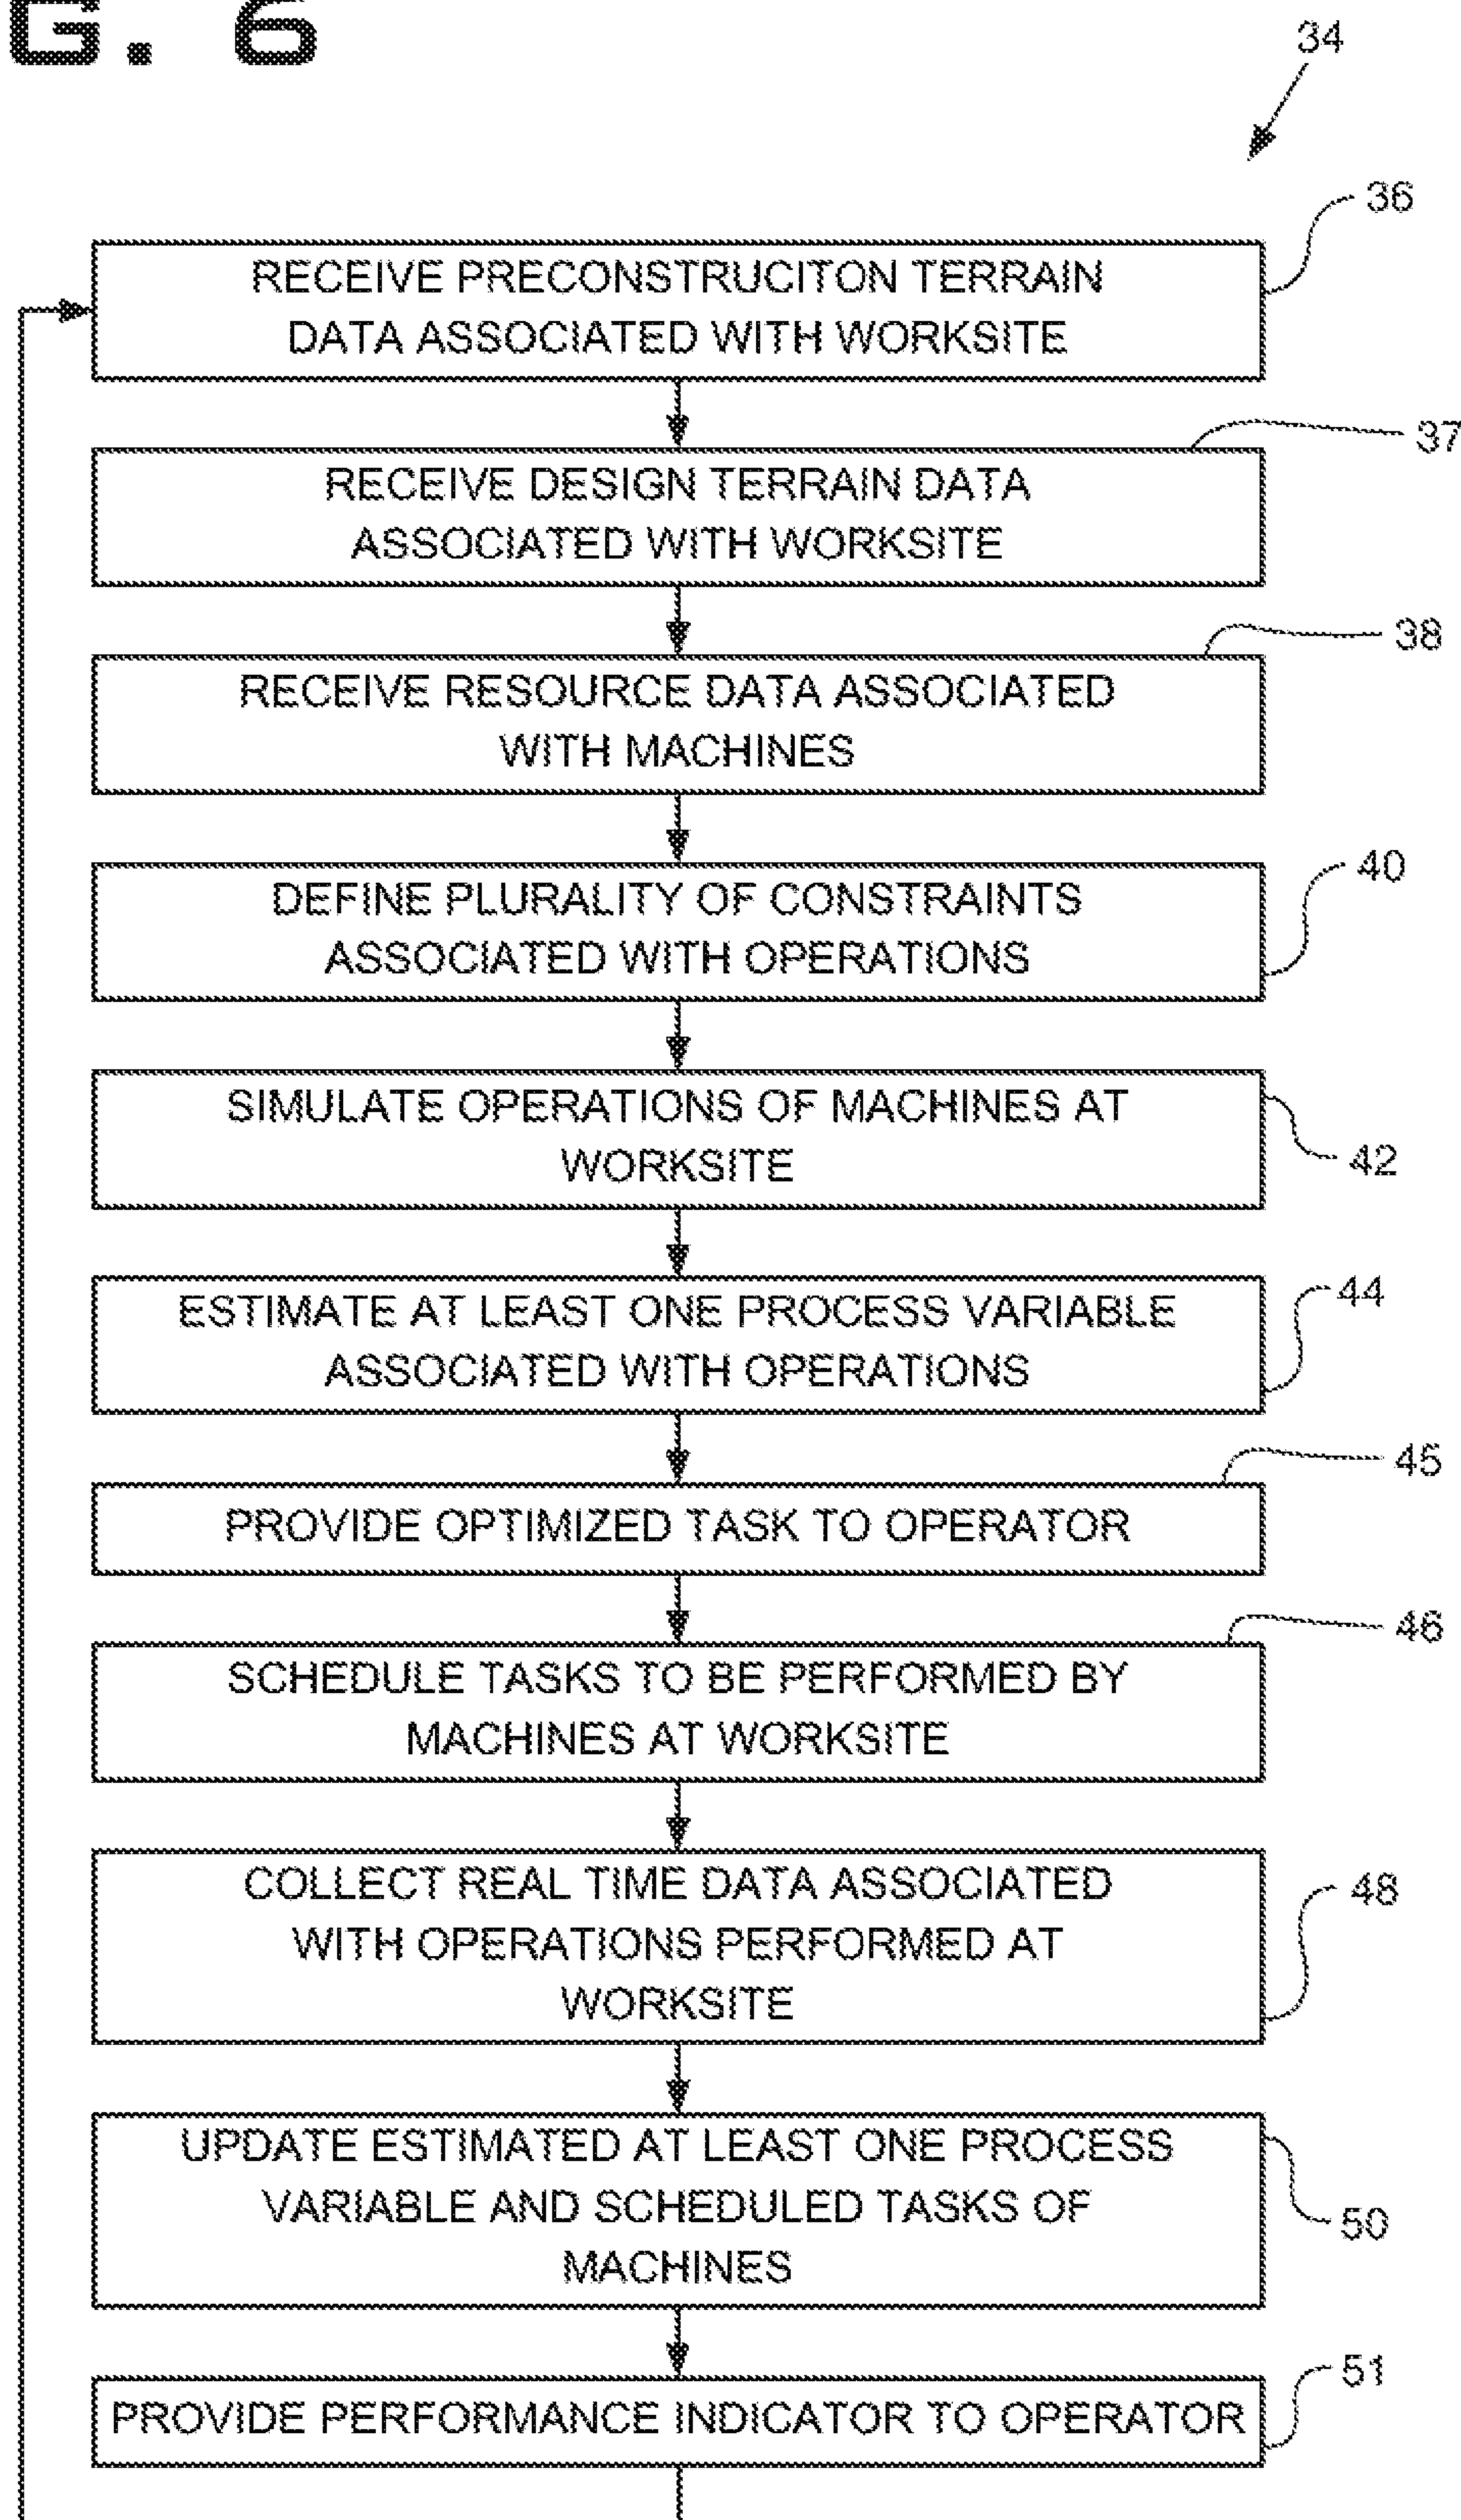 G. 6
34
36
RECEIVE PRECONSTRUCITON TERRAIN
DATA ASSOCIATED WITH WORKSITE
37
RECEIVE DESIGN TERRAIN DATA
ASSOCIATED WITH WORKSITE
38
RECEIVE RESOURCE DATA ASSOCIATED
WITH MACHINES
40
DEFINE PLURALITY OF CONSTRAINTS
ASSOCIATED WITH OPERATIONS
SIMULATE OPERATIONS OF MACHINES AT
WORKSITE
42
44
ESTIMATE AT LEAST ONE PROCESS VARIABLE
ASSOCIATED WITH OPERATIONS
45
PROVIDE OPTIMIZED TASK TO OPERATOR
46
SCHEDULE TASKS TO BE PERFORMED BY
MACHINES AT WORKSITE
48
COLLECT REAL TIME DATA ASSOCIATED
WITH OPERATIONS PERFORMED AT
WORKSITE
UPDATE ESTIMATED AT LEAST ONE PROCESS
VARIABLE AND SCHEDULED TASKS OF
MACHINES
50
51
PROVIDE PERFORMANCE INDICATOR TO OPERATOR